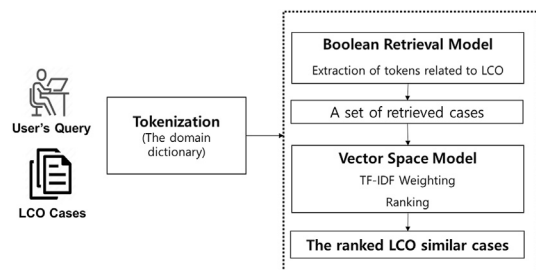 User's Query
LCO Cases
Tokenization
(The domain
dictionary)
Boolean Retrieval Model
Extraction of tokens related to LCO
A set of retrieved cases
Vector Space Model
TF-IDF Weighting
Ranking
The ranked LCO similar cases